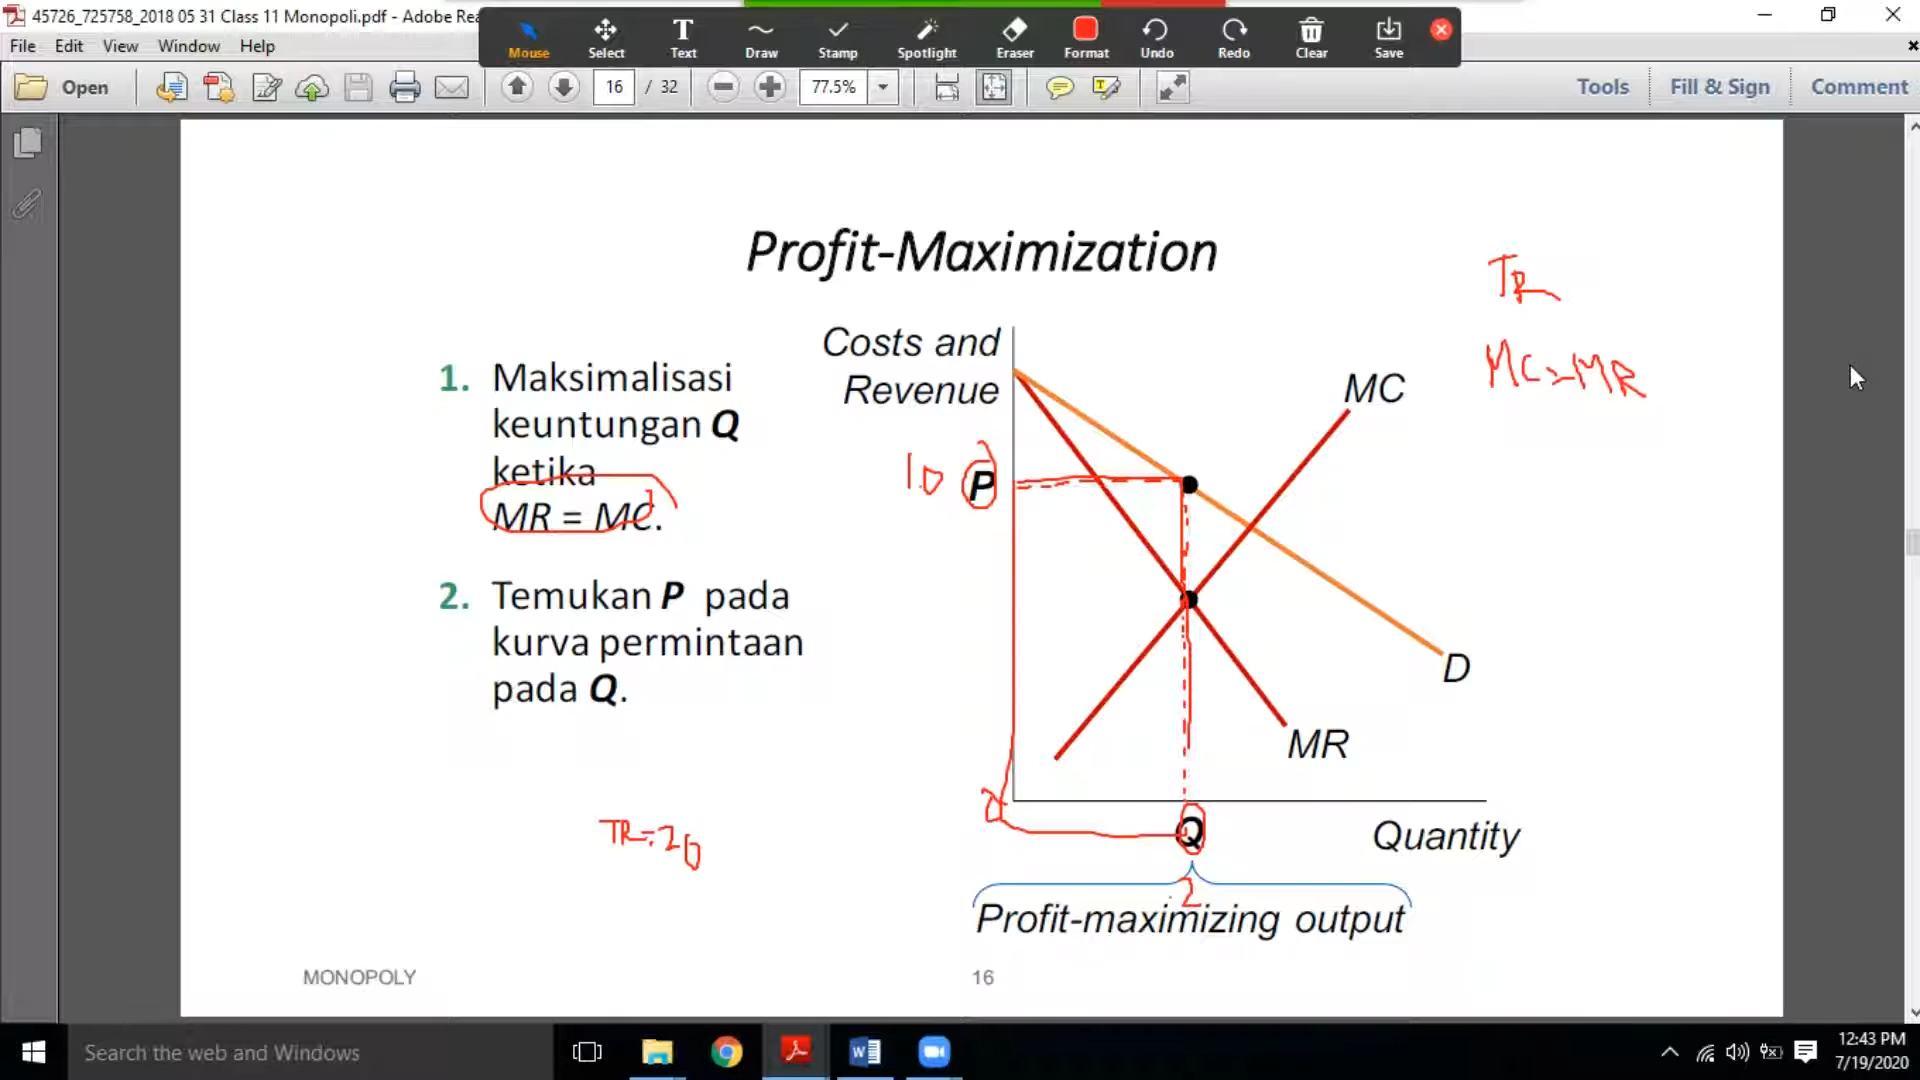 45726_725758_2018 05 31 Class 11 Monopoli.pdf - Adobe Rea
File Edit View Window Help
Mouse Select Text Draw Stamp Spotlight Eraser Format Undo Redo Clear Save
Open 16 / 32 77.5% Tools Fill & Sign Comment
Profit-Maximization
TR
MC=MR
1. Maksimalisasi
keuntungan Q
ketika
MR = MC.
2. Temukan P pada
kurva permintaan
pada Q.
Costs and
Revenue
MC
10 P
D
MR
TR=20
Q
Quantity
2
Profit-maximizing output
MONOPOLY
16
Search the web and Windows
12:43 PM
7/19/2020